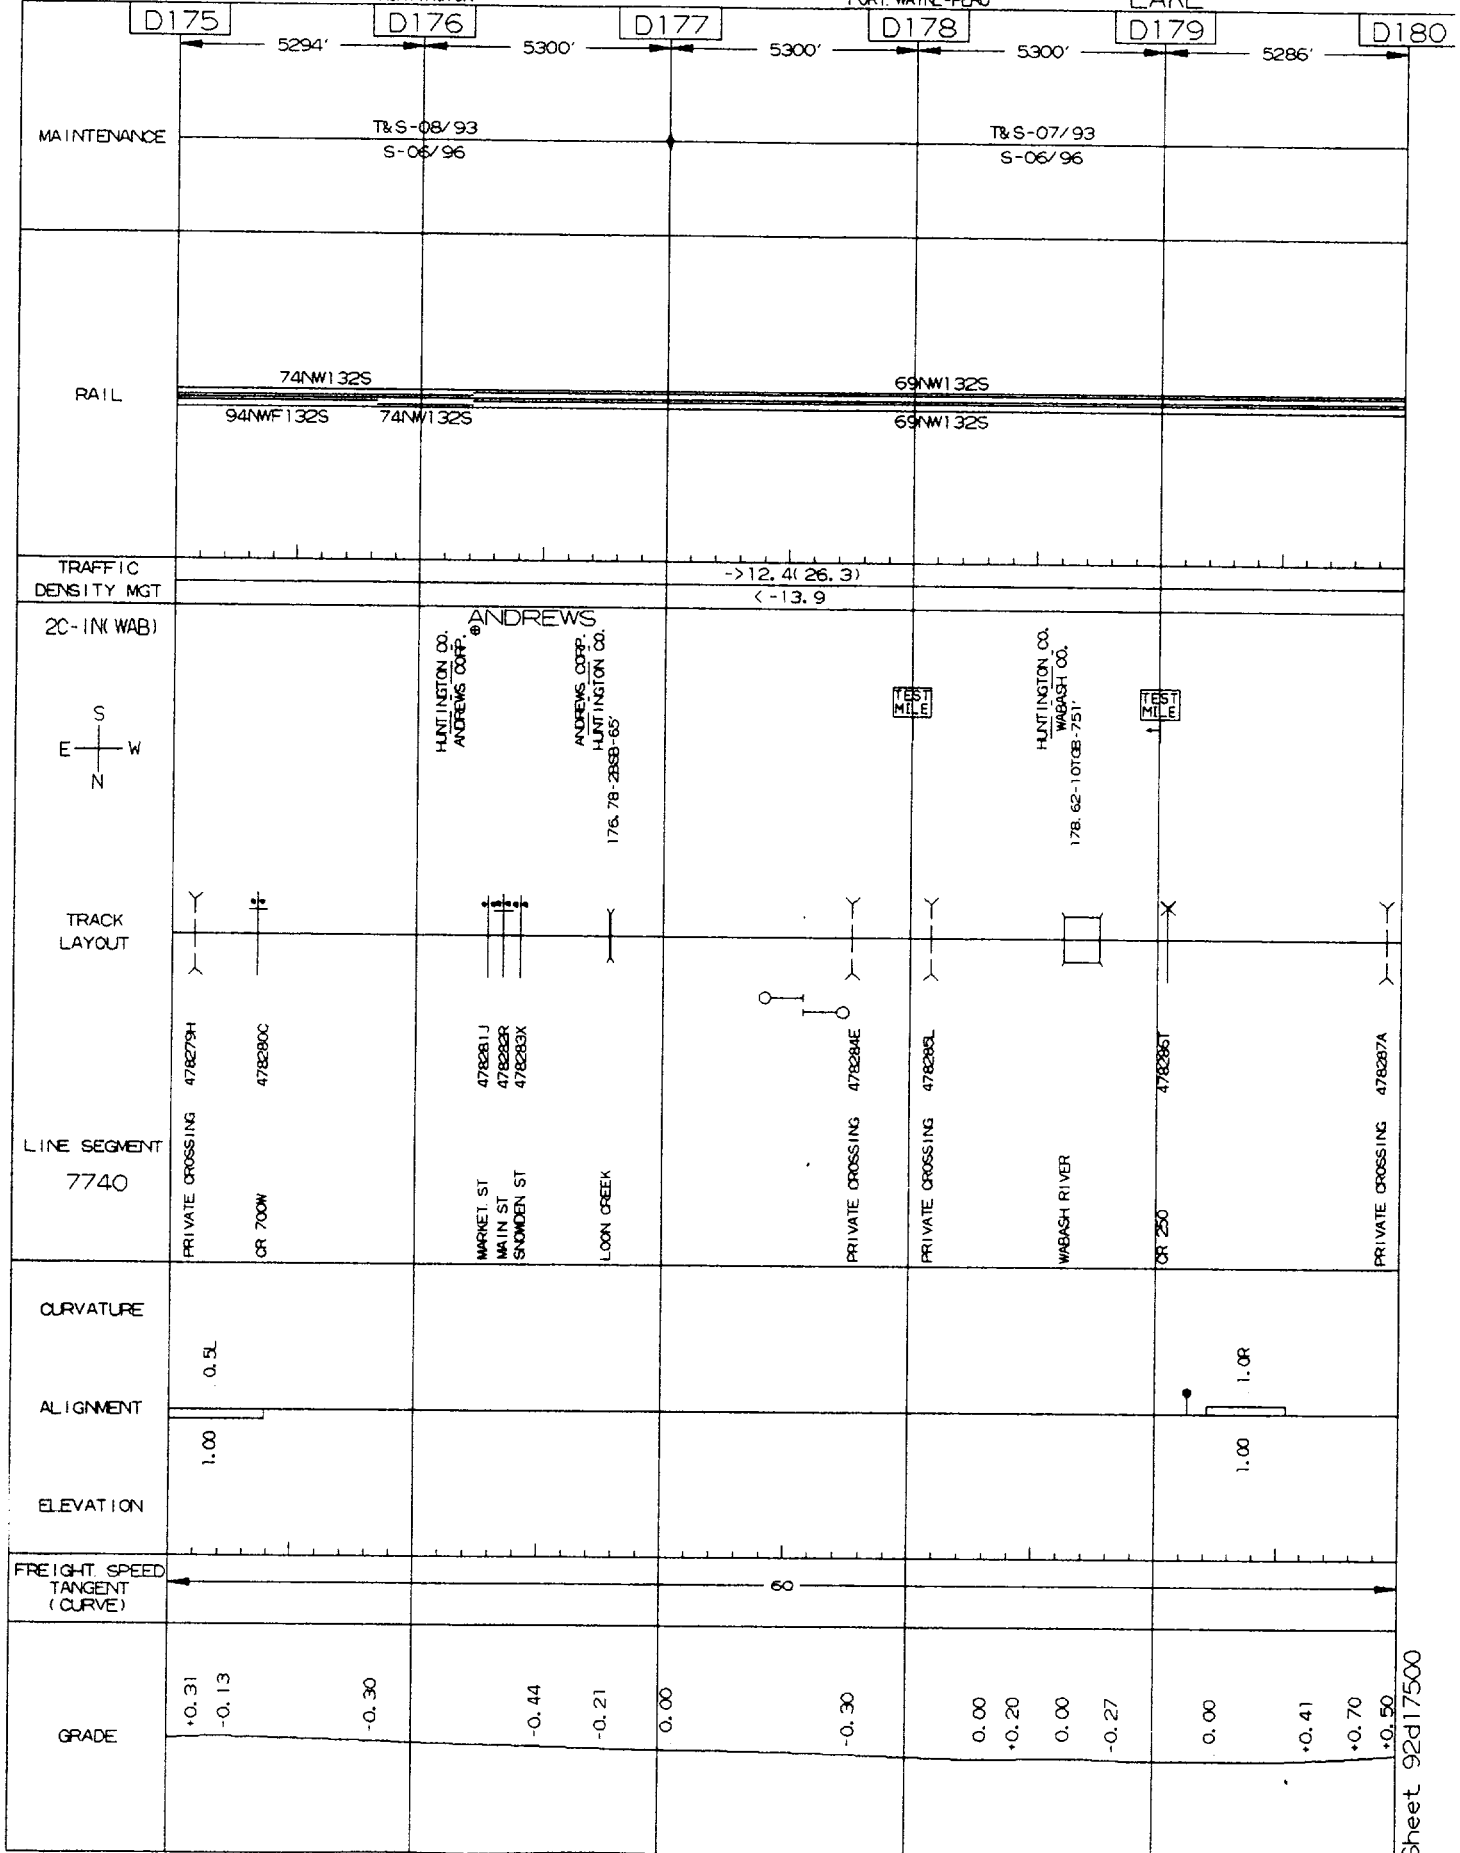 FORT WAYNE-PERU
LAKE
D175
D176
D177
D178
D179
D180
5294'
5300'
5300'
5300'
5286'
MAINTENANCE
T&S-08/93
S-06/96
T&S-07/93
S-06/96
RAIL
74NW132S
69NW132S
94NWF132S
74NW132S
69NW132S
TRAFFIC
DENSITY MGT
->12.4(26.3)
<-13.9
2C-IN(WAB)
ANDREWS
HUNTINGTON CO.
ANDREWS CORP.
ANDREWS CORP.
HUNTINGTON CO.
176.78-2BSB-65'
TEST
MILE
HUNTINGTON CO.
WABASH CO.
178.62-10TGB-751'
TEST
MILE
S
E
W
N
TRACK
LAYOUT
LINE SEGMENT
7740
PRIVATE CROSSING 478279H
CR 700W 478280C
MARKET ST 478281J
MAIN ST 478282R
SNOWDEN ST 478283X
LOON CREEK
PRIVATE CROSSING 478284E
PRIVATE CROSSING 478285L
WABASH RIVER
CR 250 478286T
PRIVATE CROSSING 478287A
CURVATURE
0.5L
1.0R
ALIGNMENT
1.00
1.00
ELEVATION
FREIGHT SPEED
TANGENT
(CURVE)
60
GRADE
+0.31
-0.13
-0.30
-0.44
-0.21
0.00
-0.30
0.00
+0.20
0.00
-0.27
0.00
+0.41
+0.70
+0.50
Sheet 92d17500